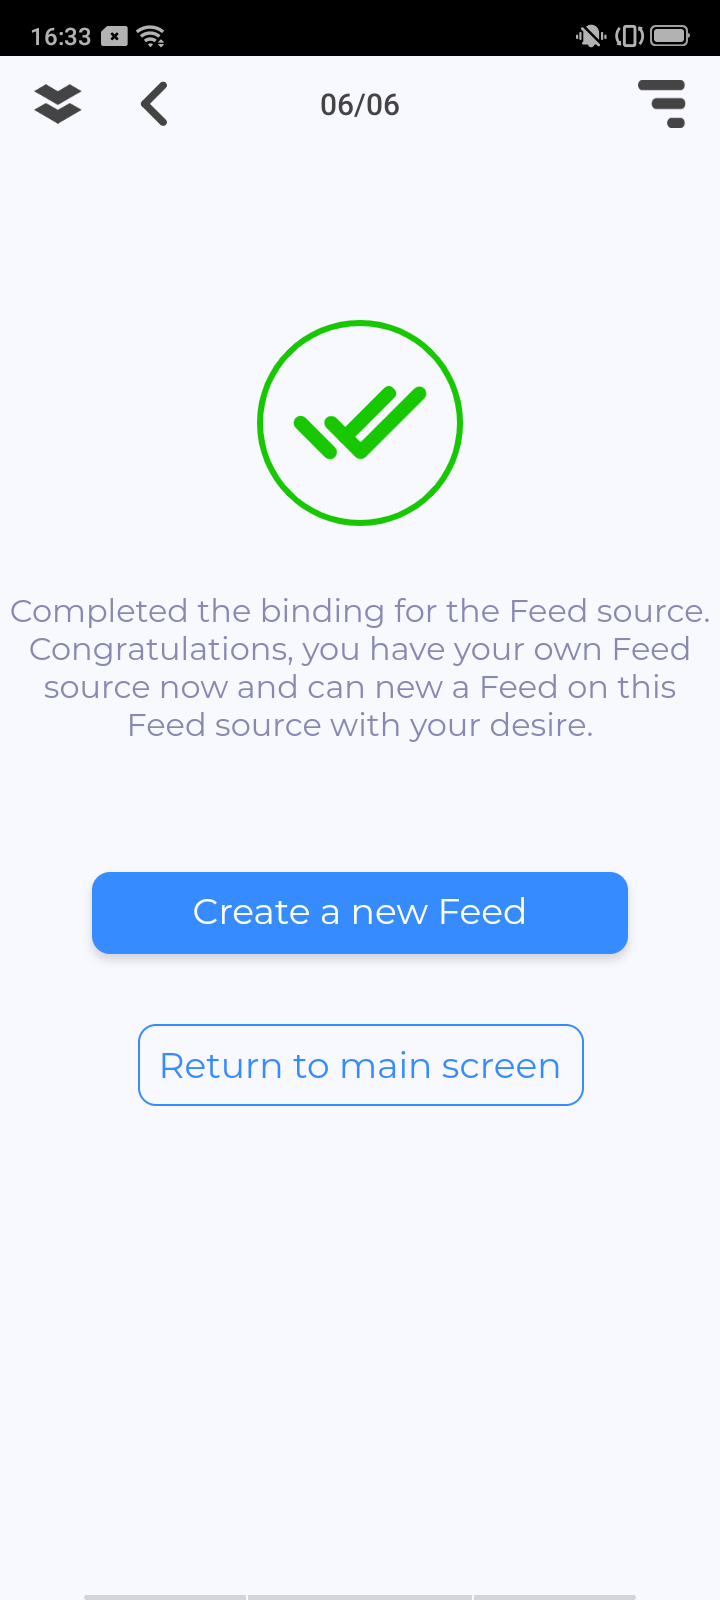 16:33
06/06
Completed the binding for the Feed source.
Congratulations, you have your own Feed
source now and can new a Feed on this
Feed source with your desire.
Create a new Feed
Return to main screen